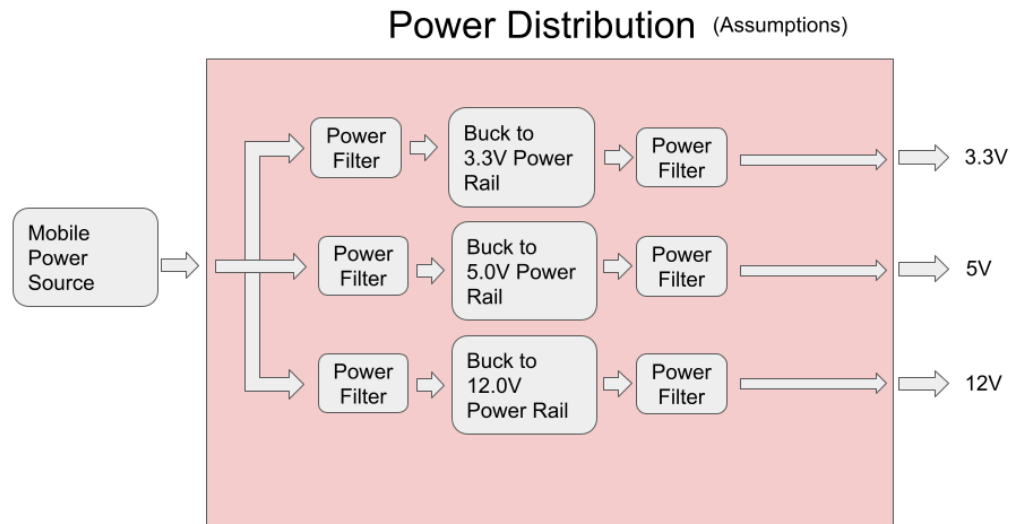 Power Distribution (Assumptions)
Mobile
Power
Source
Power
Filter
Buck to
3.3V Power
Rail
Power
Filter
3.3V
Power
Filter
Buck to
5.0V Power
Rail
Power
Filter
5V
Power
Filter
Buck to
12.0V
Power Rail
Power
Filter
12V